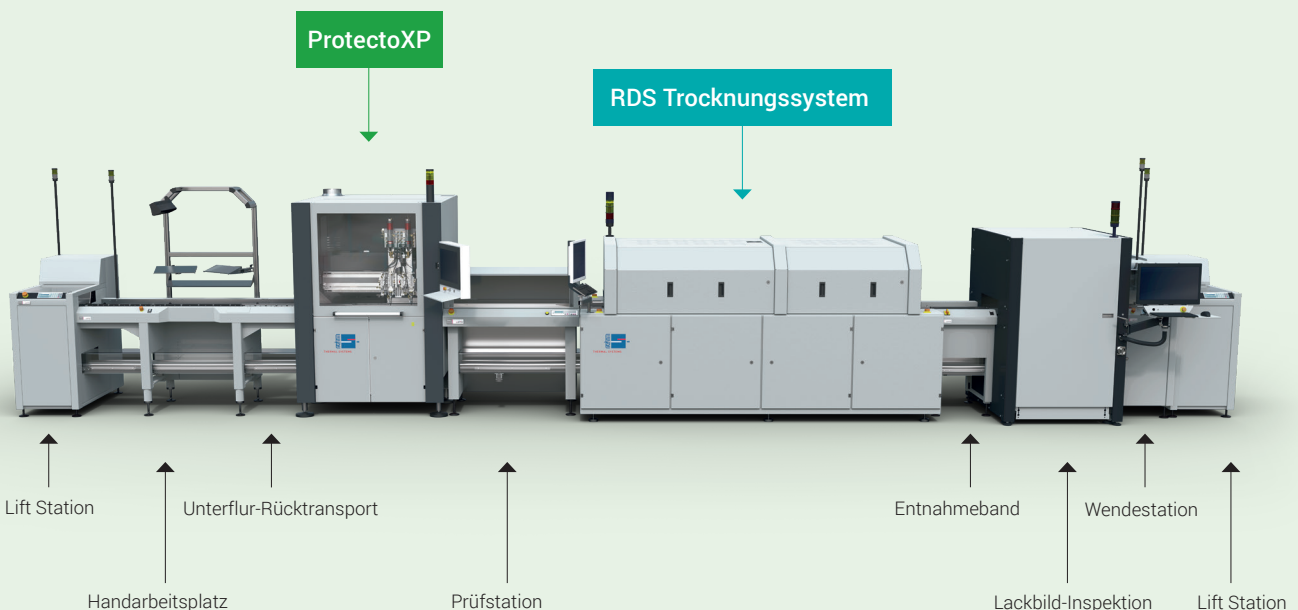 ProtectoXP
RDS Trocknungssystem
Lift Station
Unterflur-Rücktransport
Entnahmeband
Wendestation
Handarbeitsplatz
Prüfstation
Lackbild-Inspektion
Lift Station